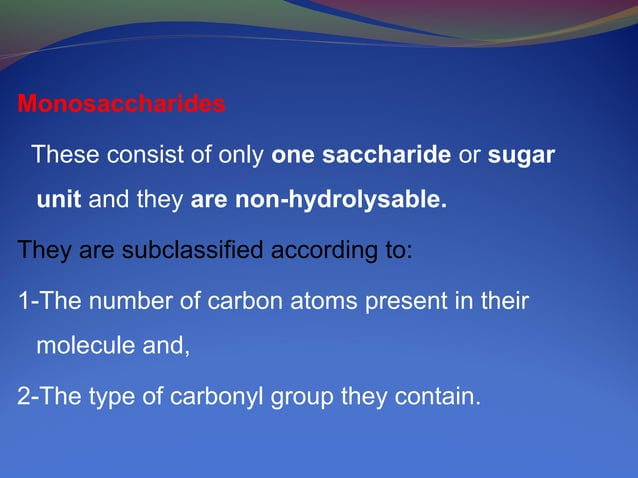 Monosaccharides
These consist of only one saccharide or sugar
unit and they are non-hydrolysable.
They are subclassified according to:
1-The number of carbon atoms present in their
molecule and,
2-The type of carbonyl group they contain.